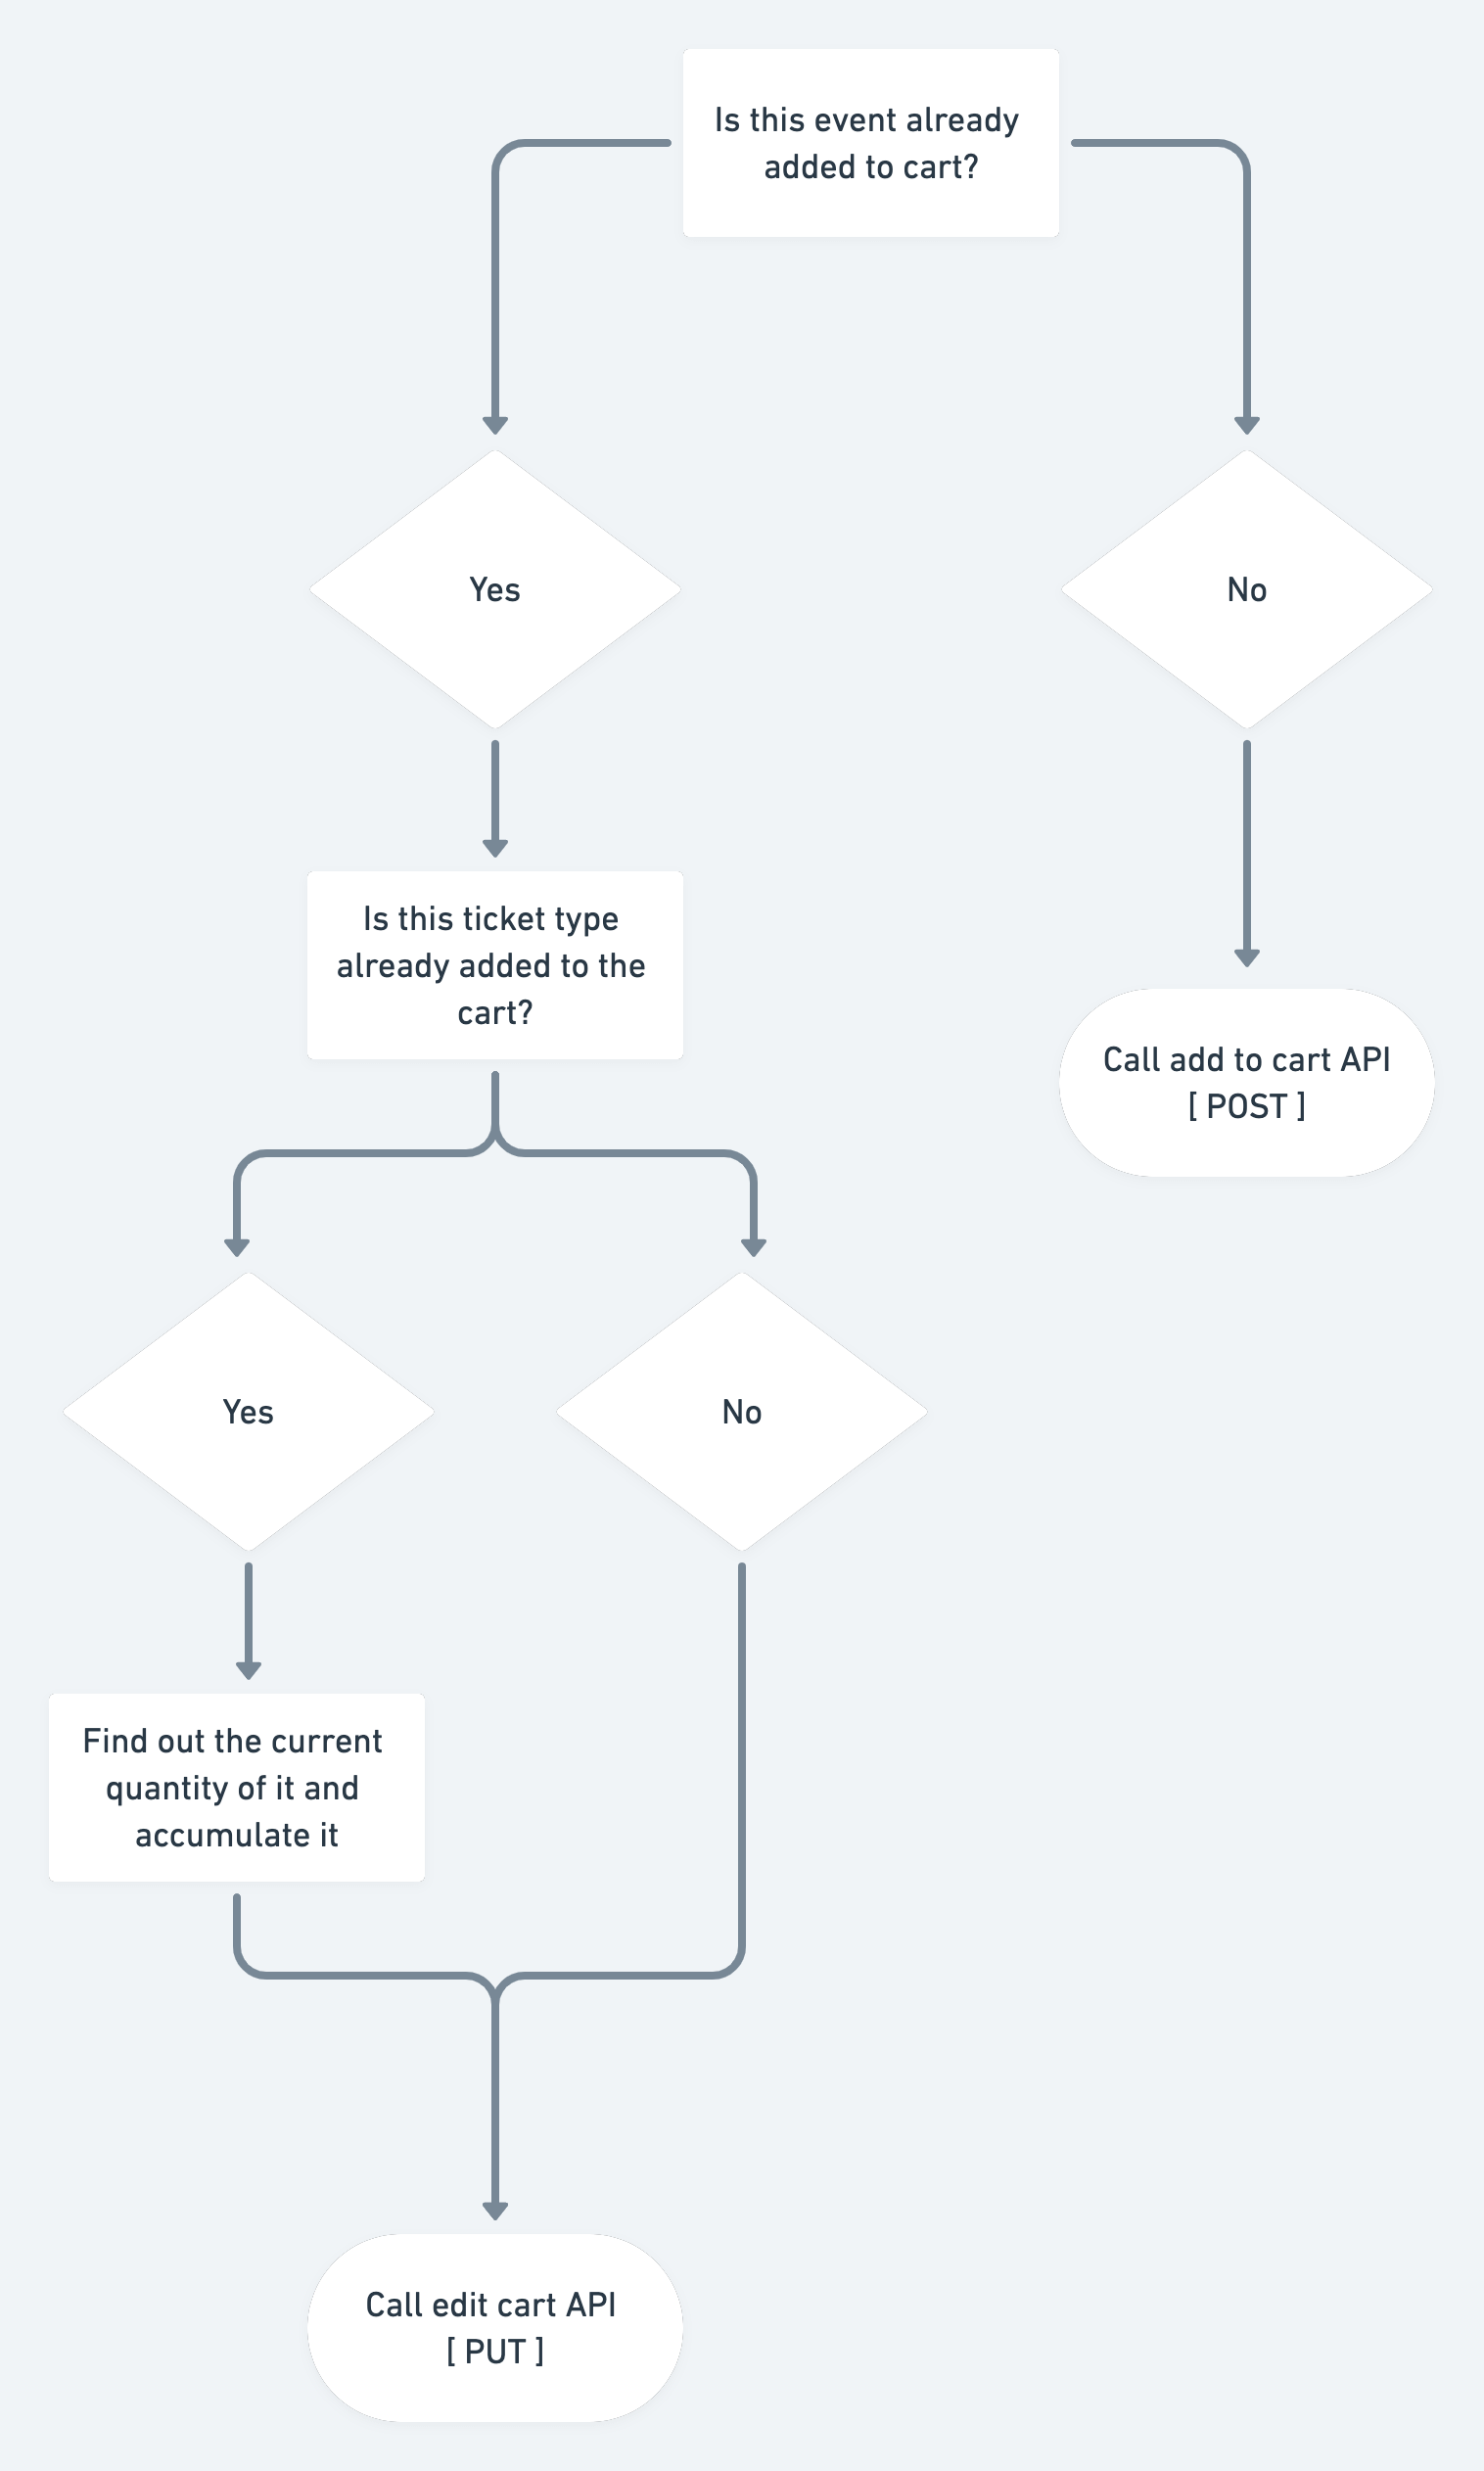 Is this event already
added to cart?
Yes
No
Is this ticket type
already added to the
cart?
Call add to cart API
[ POST ]
Yes
No
Find out the current
quantity of it and
accumulate it
Call edit cart API
[ PUT ]